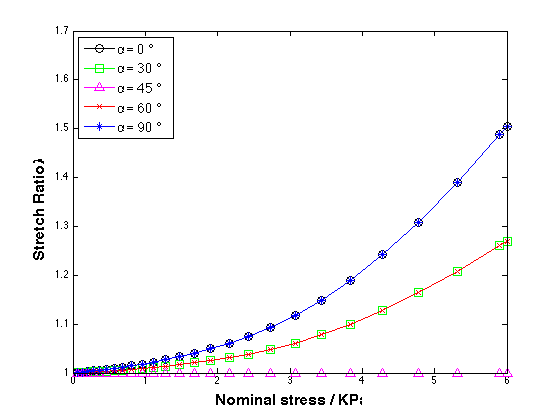 1.7
1.6
1.5
1.4
1.3
1.2
1.1
1
α = 0 °
α = 30 °
α = 45 °
α = 60 °
α = 90 °
Stretch Ratio λ
0 1 2 3 4 5 6
Nominal stress /